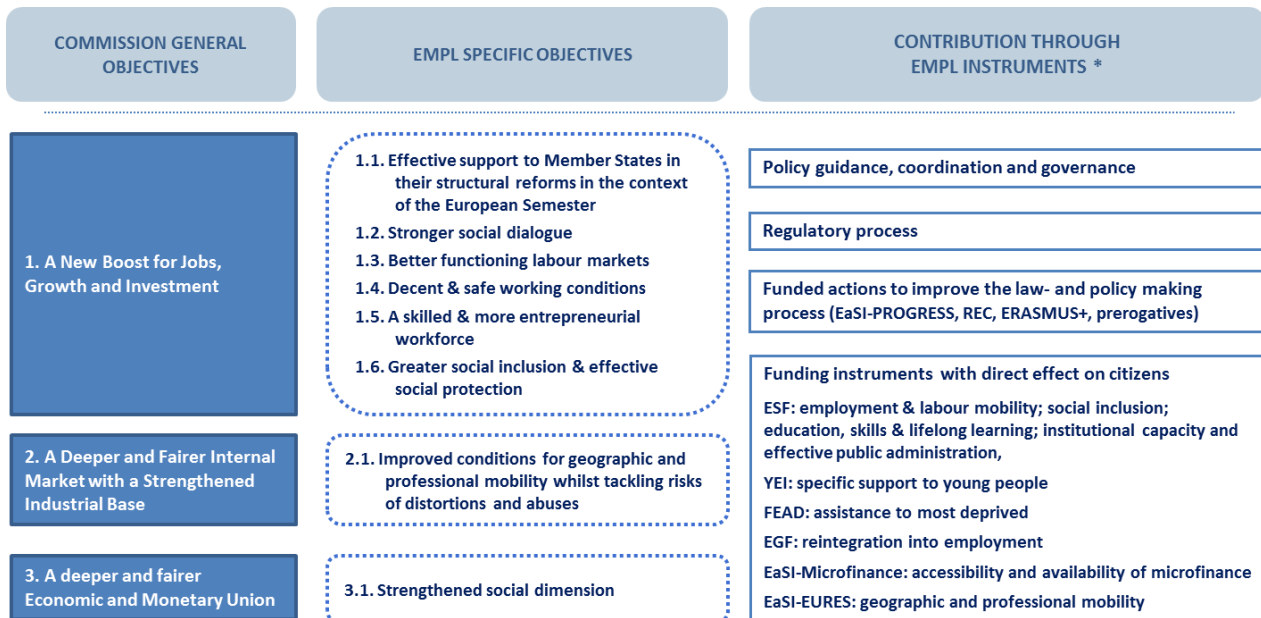 COMMISSION GENERAL
OBJECTIVES
EMPL SPECIFIC OBJECTIVES
CONTRIBUTION THROUGH
EMPL INSTRUMENTS *
1. A New Boost for Jobs,
Growth and Investment
1.1. Effective support to Member States in
their structural reforms in the context
of the European Semester
1.2. Stronger social dialogue
1.3. Better functioning labour markets
1.4. Decent & safe working conditions
1.5. A skilled & more entrepreneurial
workforce
1.6. Greater social inclusion & effective
social protection
2. A Deeper and Fairer Internal
Market with a Strengthened
Industrial Base
2.1. Improved conditions for geographic and
professional mobility whilst tackling risks
of distortions and abuses
3. A deeper and fairer
Economic and Monetary Union
3.1. Strengthened social dimension
Policy guidance, coordination and governance
Regulatory process
Funded actions to improve the law- and policy making
process (EaSI-PROGRESS, REC, ERASMUS+, prerogatives)
Funding instruments with direct effect on citizens
ESF: employment & labour mobility; social inclusion;
education, skills & lifelong learning; institutional capacity and
effective public administration,
YEI: specific support to young people
FEAD: assistance to most deprived
EGF: reintegration into employment
EaSI-Microfinance: accessibility and availability of microfinance
EaSI-EURES: geographic and professional mobility